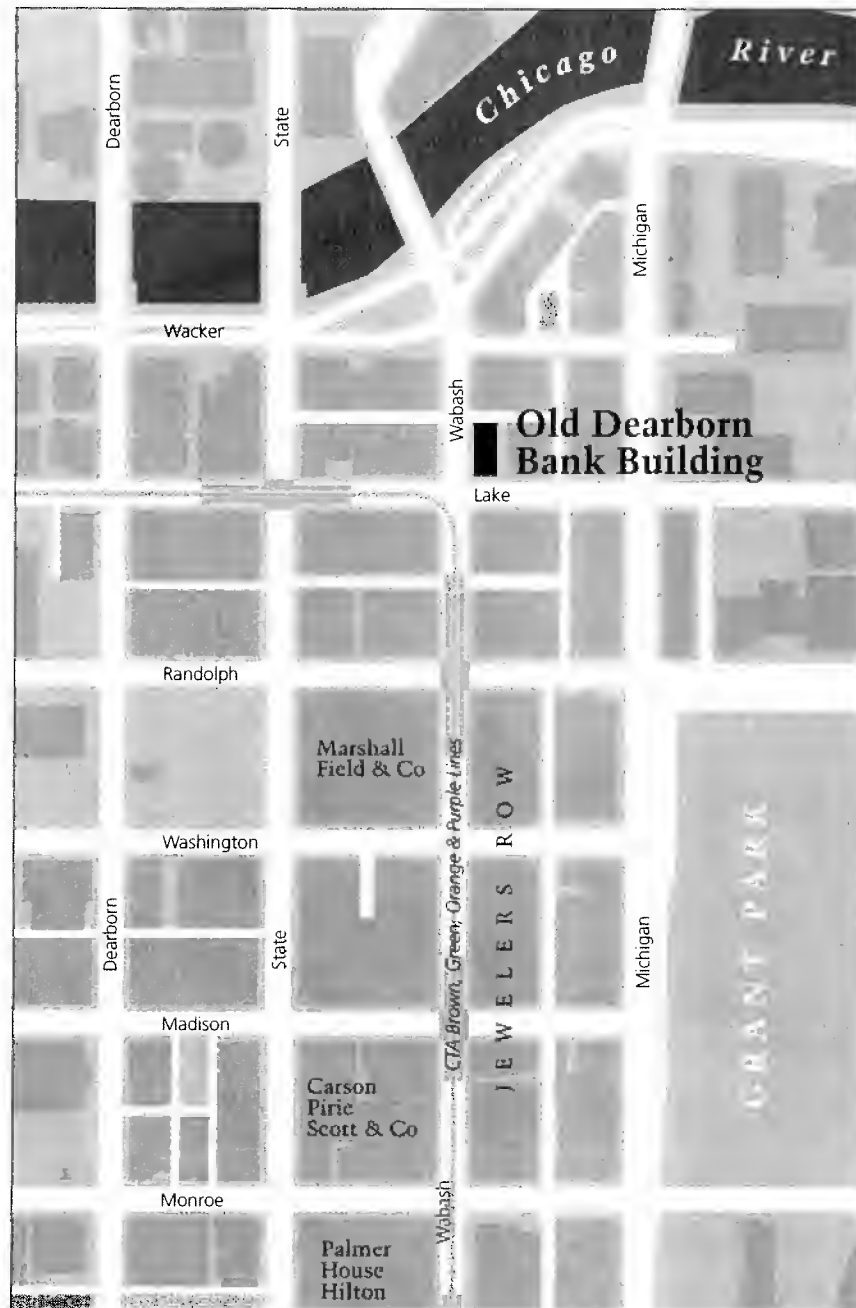 Chicago
River
Dearborn
State
Michigan
Wacker
Wabash
Old Dearborn
Bank Building
Lake
Randolph
Marshall
Field & Co
CTA Brown, Green, Orange & Purple Lines
JEWELERS ROW
GRANT PARK
Washington
Dearborn
State
Michigan
Madison
Carson
Pirie
Scott & Co
Monroe
Wabash
Palmer
House
Hilton